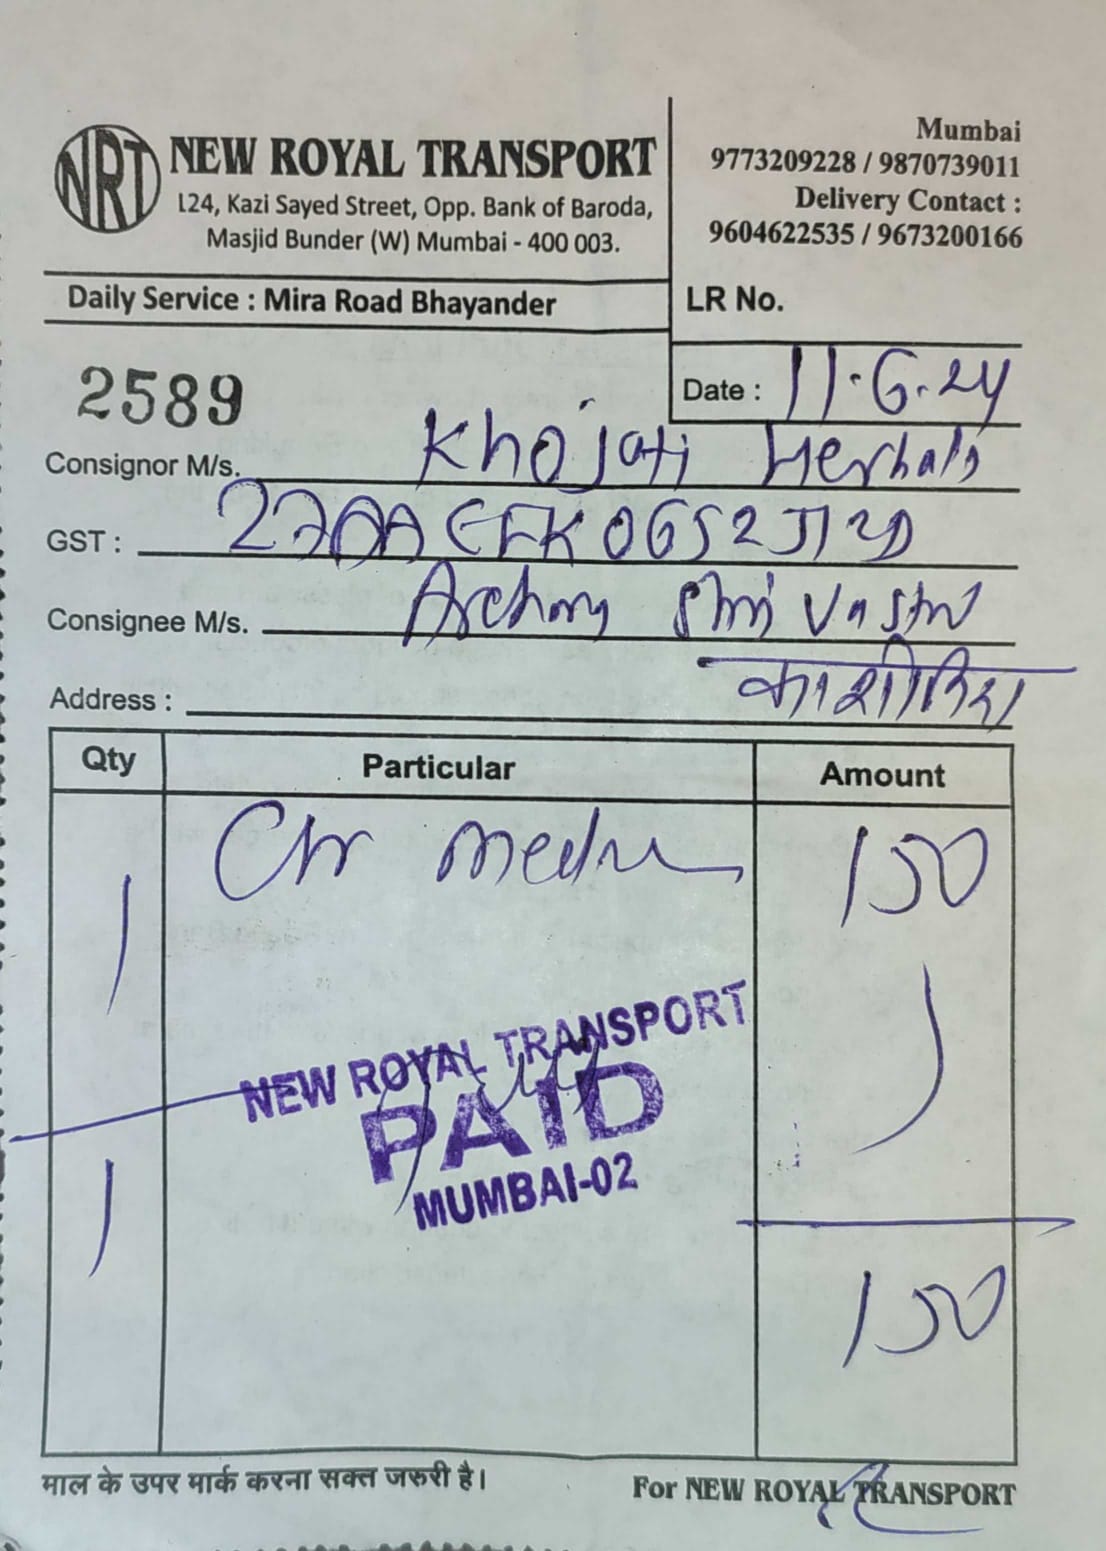 NRT NEW ROYAL TRANSPORT
124, Kazi Sayed Street, Opp. Bank of Baroda,
Masjid Bunder (W) Mumbai - 400 003.
Mumbai
9773209228 / 9870739011
Delivery Contact :
9604622535 / 9673200166
Daily Service : Mira Road Bhayander
LR No.
2589
Date : 11.6.24
Consignor M/s. Khojati Herbals
GST :
Consignee M/s.
Address :
Qty Particular Amount
1 150
NEW ROYAL TRANSPORT
PAID
MUMBAI-02
1 150
माल के उपर मार्क करना सक्त जरुरी है।
For NEW ROYAL TRANSPORT